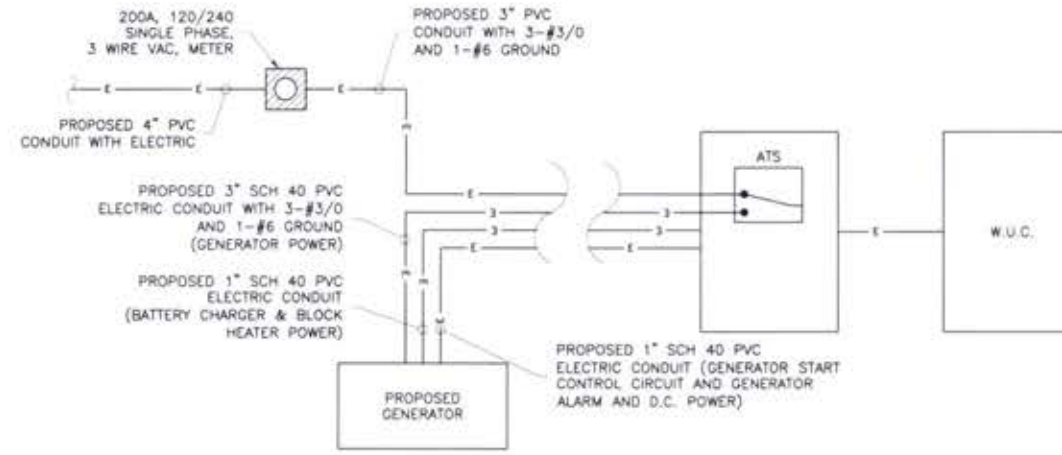 200A, 120/240
SINGLE PHASE,
3 WIRE VAC, METER
PROPOSED 3" PVC
CONDUIT WITH 3-#3/0
AND 1-#6 GROUND
E
E
E
PROPOSED 4" PVC
CONDUIT WITH ELECTRIC
E
ATS
PROPOSED 3" SCH 40 PVC
ELECTRIC CONDUIT WITH 3-#3/0
AND 1-#6 GROUND
(GENERATOR POWER)
E
E
E
E
E
E
E
E
W.U.C.
PROPOSED 1" SCH 40 PVC
ELECTRIC CONDUIT
(BATTERY CHARGER & BLOCK
HEATER POWER)
E
E
E
PROPOSED 1" SCH 40 PVC
ELECTRIC CONDUIT (GENERATOR START
CONTROL CIRCUIT AND GENERATOR
ALARM AND D.C. POWER)
PROPOSED
GENERATOR